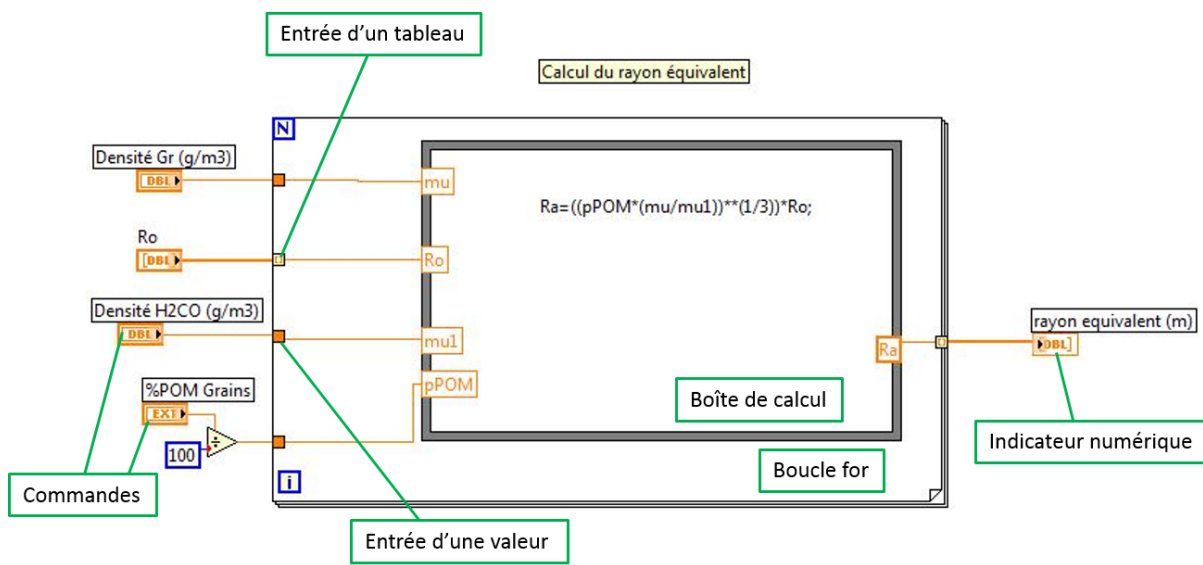 Entrée d'un tableau
Calcul du rayon équivalent
N
Densité Gr (g/m3)
DBL
mu
Ra=((pPOM*(mu/mu1))**(1/3))*Ro;
Ro
[DBL]
Ro
Densité H2CO (g/m3)
DBL
mu1
rayon equivalent (m)
[DBL]
Ra
pPOM
%POM Grains
EXT
÷
100
Boîte de calcul
Indicateur numérique
Boucle for
i
Commandes
Entrée d'une valeur